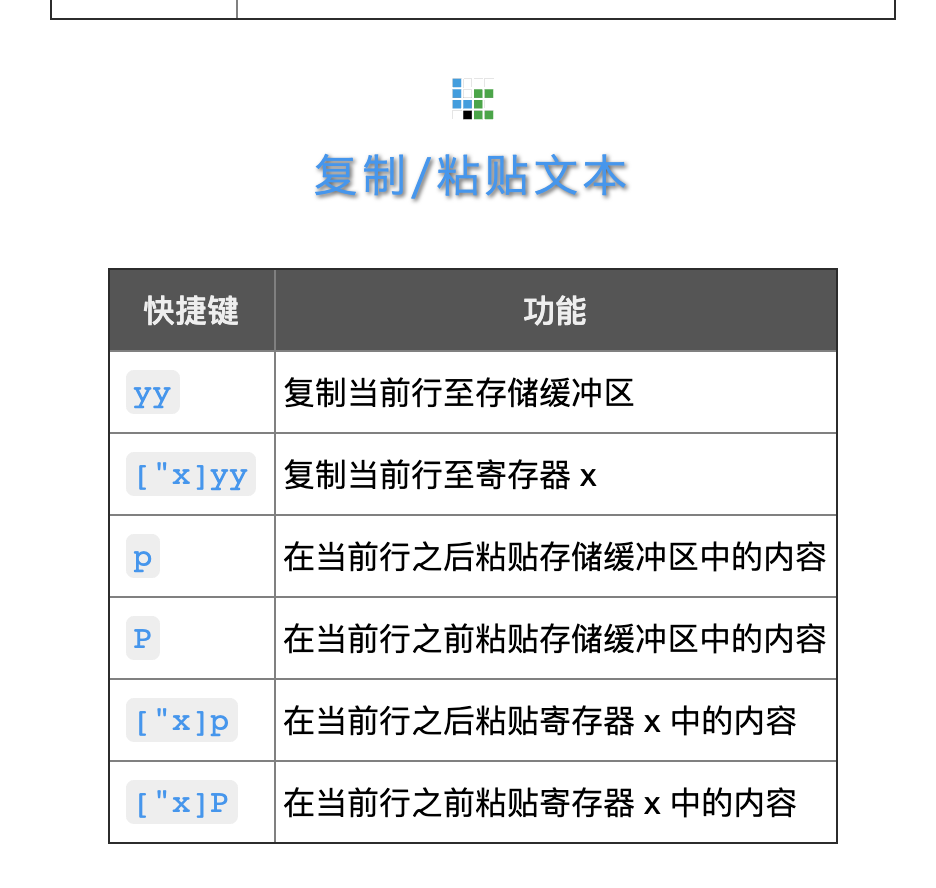 复制/粘贴文本
快捷键 功能
yy 复制当前行至存储缓冲区
["x]yy 复制当前行至寄存器 x
p 在当前行之后粘贴存储缓冲区中的内容
P 在当前行之前粘贴存储缓冲区中的内容
["x]p 在当前行之后粘贴寄存器 x 中的内容
["x]P 在当前行之前粘贴寄存器 x 中的内容